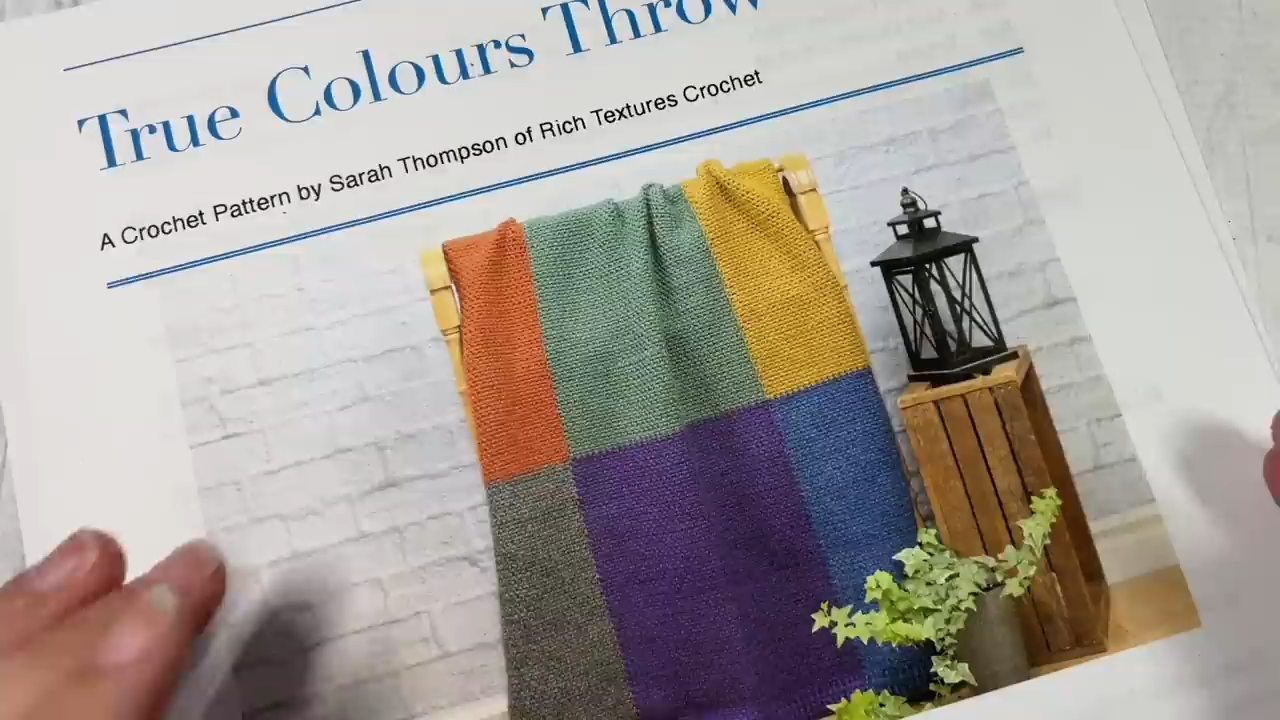 True Colours Throw
A Crochet Pattern by Sarah Thompson of Rich Textures Crochet